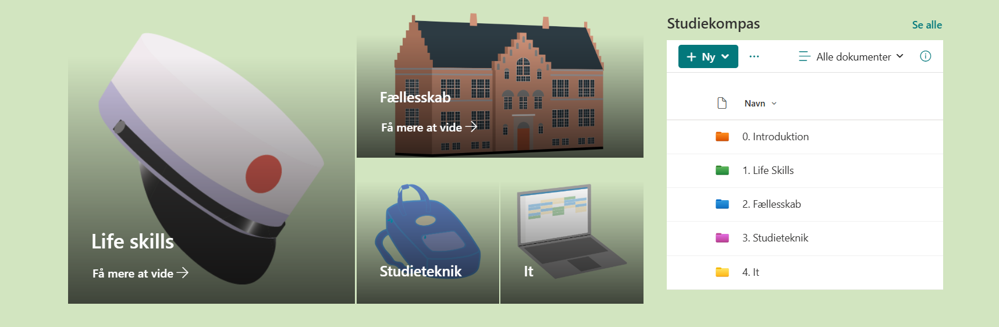 Life skills
Få mere at vide
Fællesskab
Få mere at vide
Studieteknik
It
Studiekompas
Se alle
Ny
Alle dokumenter
Navn
0. Introduktion
1. Life Skills
2. Fællesskab
3. Studieteknik
4. It